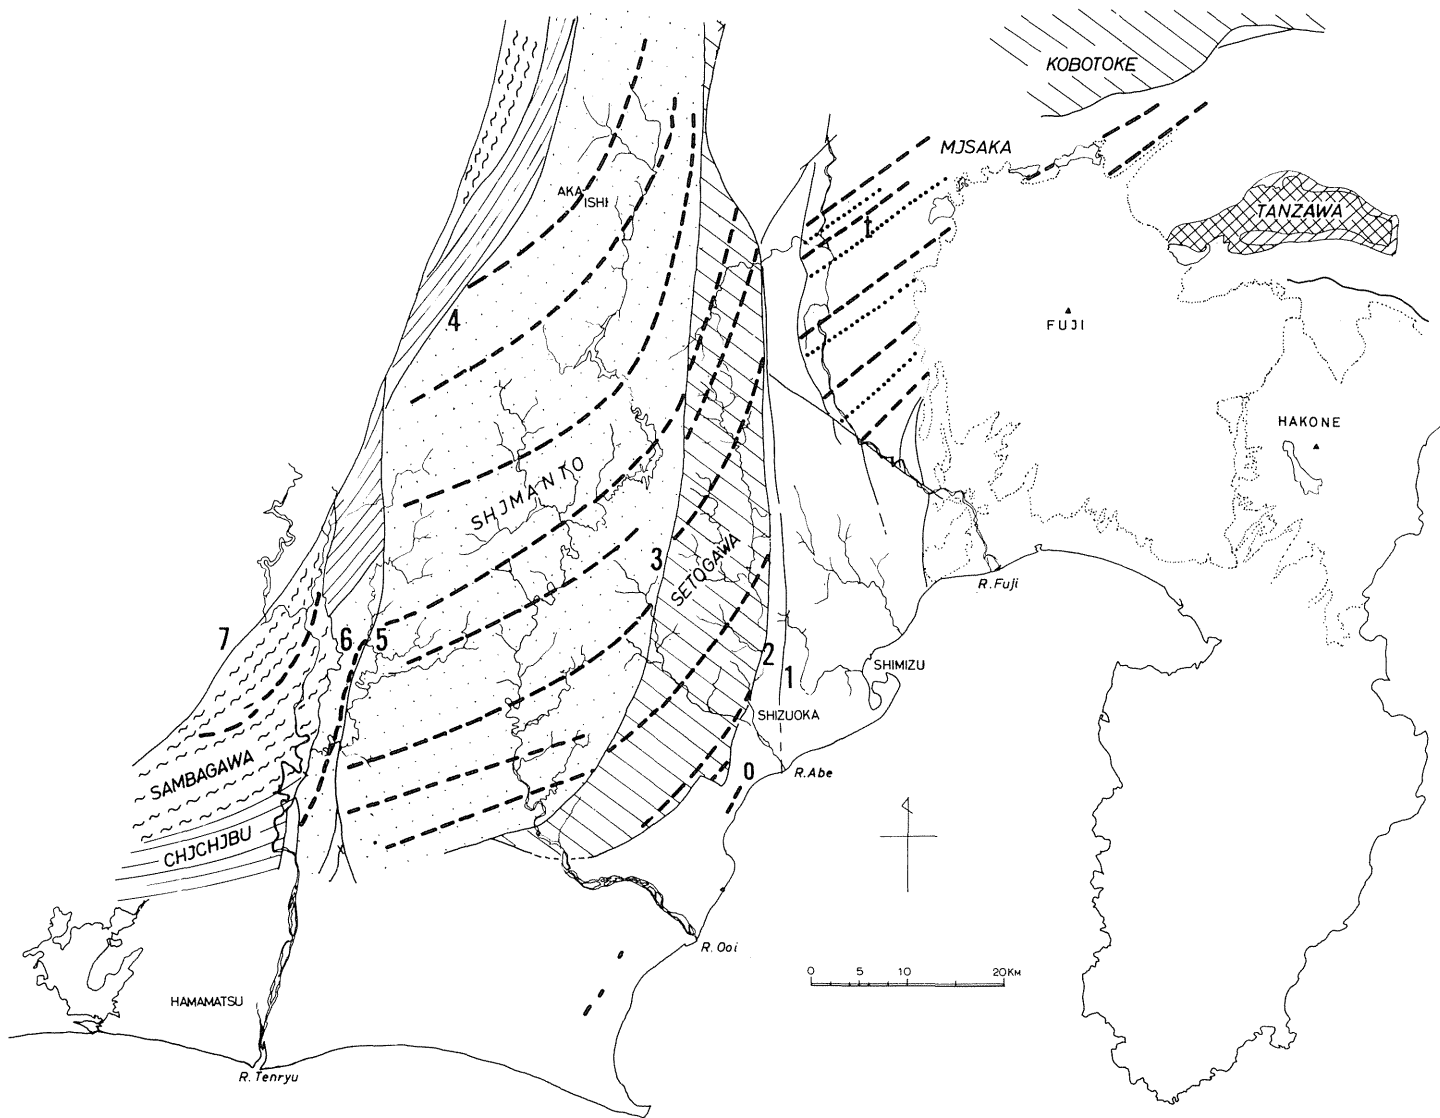 KOBOTOKE
MJSAKA
AKA
ISHI
TANZAWA
t
4
FUJI
HAKONE
SHJMANTO
3
SETOGAWA
R.Fuji
7
6
5
2
1
SHIMIZU
SHIZUOKA
SAMBAGAWA
0
R.Abe
CHJCHJBU
R.Ooi
0 5 10 20KM
HAMAMATSU
R.Tenryu